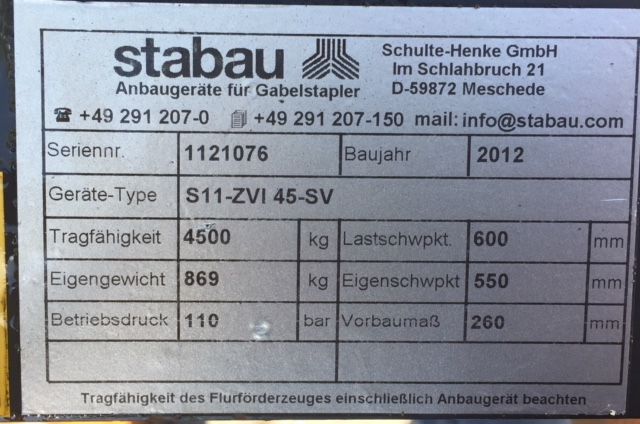 stabau
Anbaugeräte für Gabelstapler
Schulte-Henke GmbH
Im Schlahbruch 21
D-59872 Meschede
☎ +49 291 207-0 +49 291 207-150 mail: info@stabau.com
Seriennr. 1121076 Baujahr 2012
Geräte-Type S11-ZVI 45-SV
Tragfähigkeit 4500 kg Lastschwpkt. 600 mm
Eigengewicht 869 kg Eigenschwpkt 550 mm
Betriebsdruck 110 bar Vorbaumaß 260 mm
Tragfähigkeit des Flurförderzeuges einschließlich Anbaugerät beachten